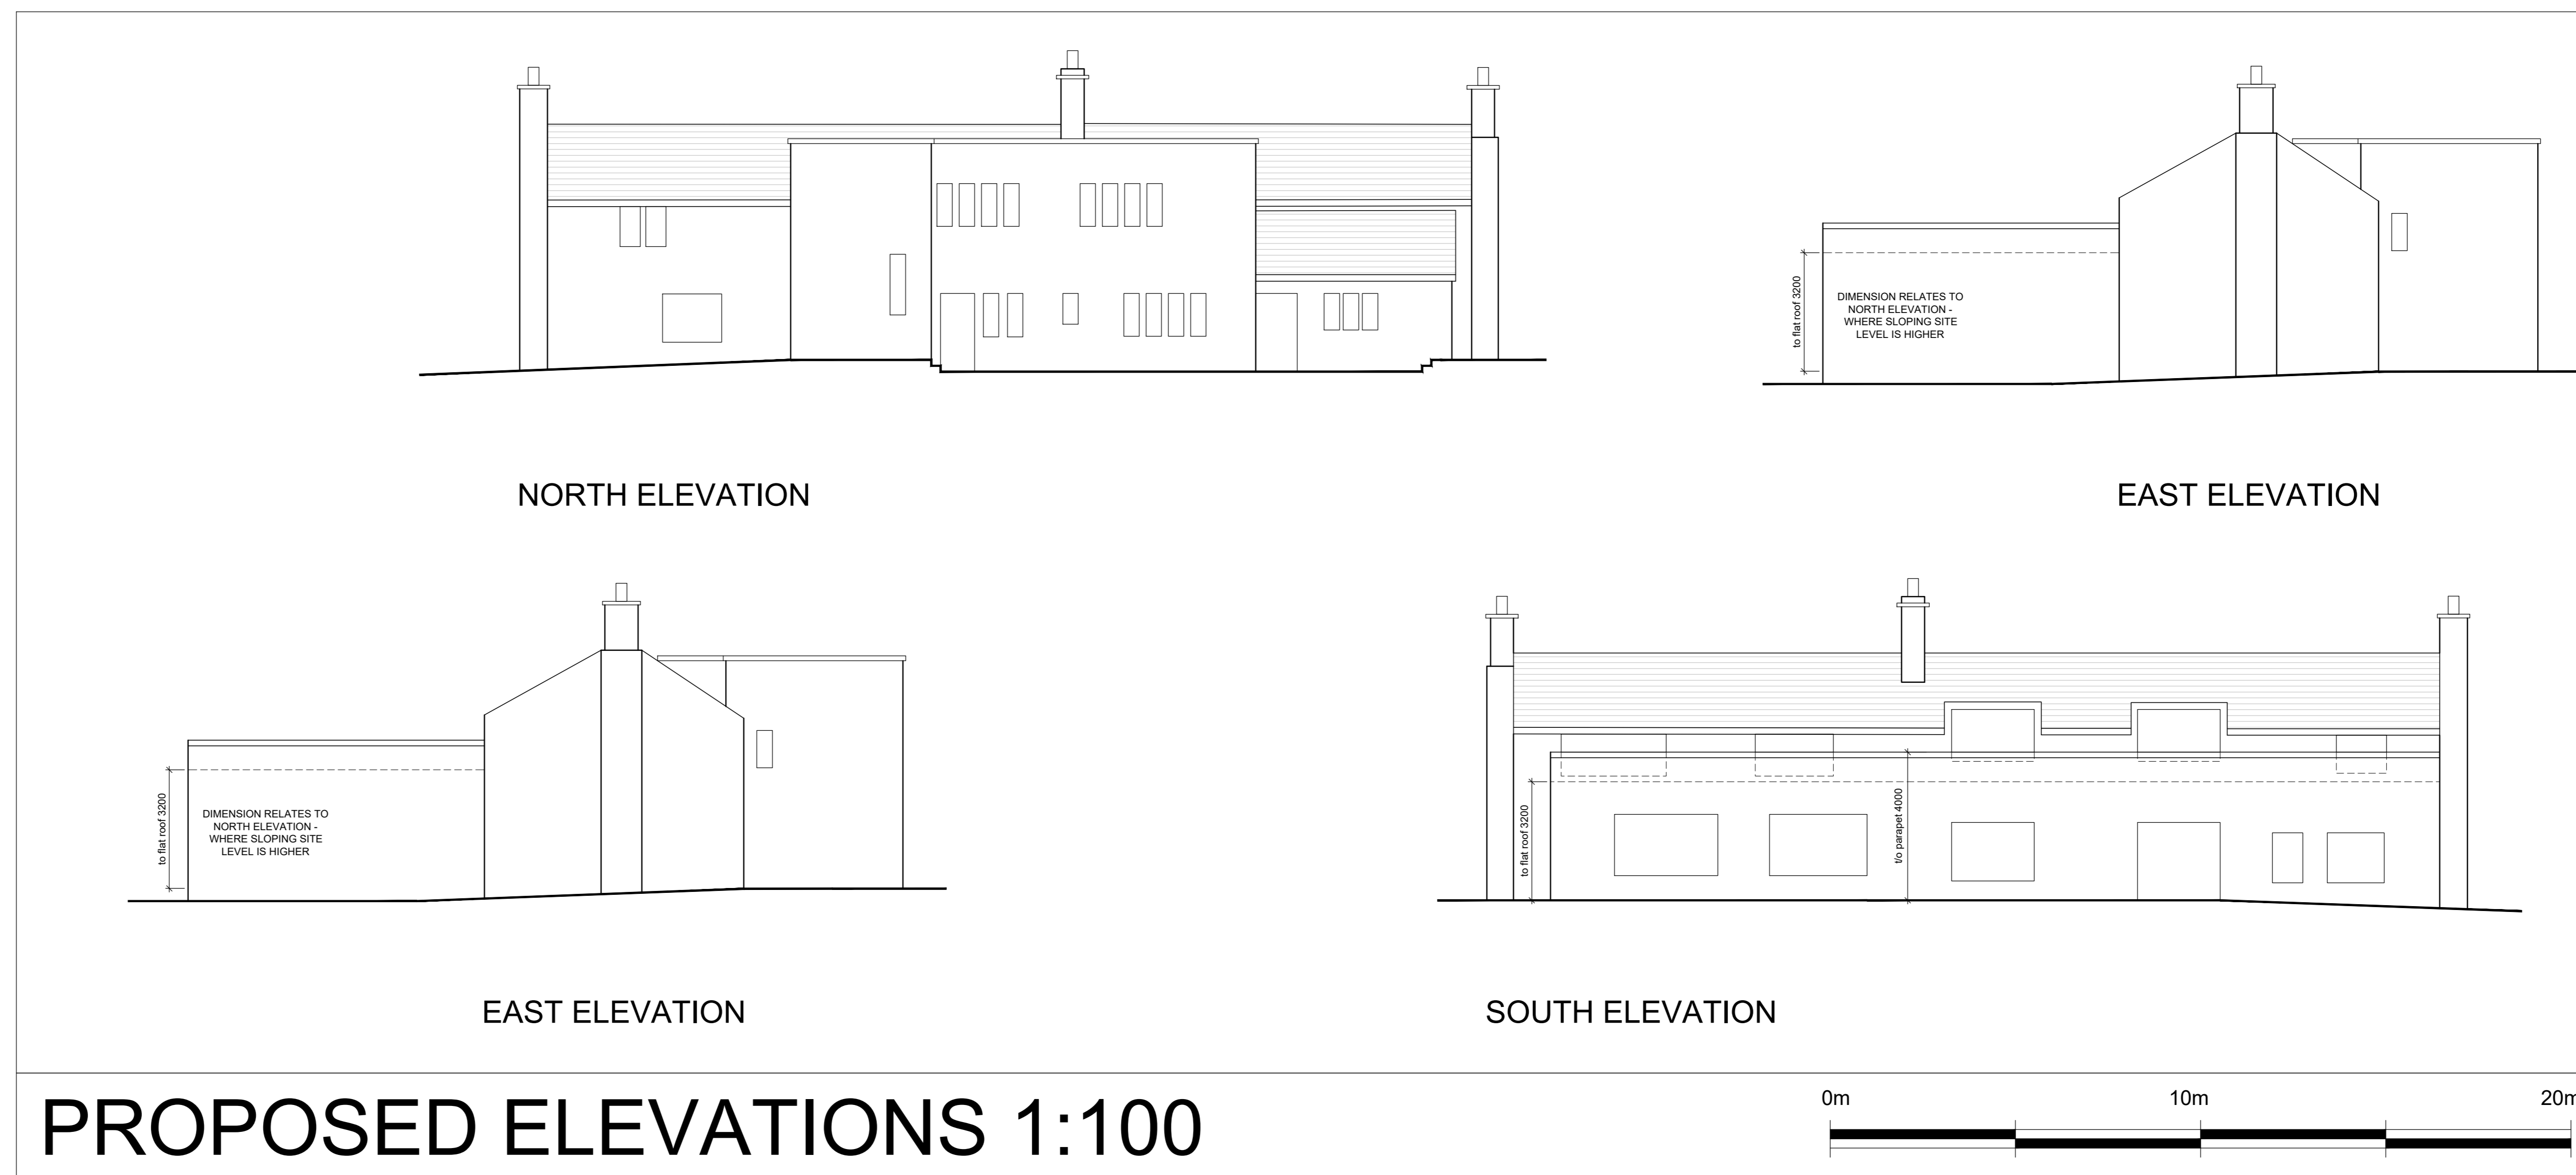 to flat roof 3200
DIMENSION RELATES TO
NORTH ELEVATION -
WHERE SLOPING SITE
LEVEL IS HIGHER
NORTH ELEVATION
EAST ELEVATION
to flat roof 3200
DIMENSION RELATES TO
NORTH ELEVATION -
WHERE SLOPING SITE
LEVEL IS HIGHER
to flat roof 3200
t/o parapet 4000
EAST ELEVATION
SOUTH ELEVATION
PROPOSED ELEVATIONS 1:100
0m 10m 20m